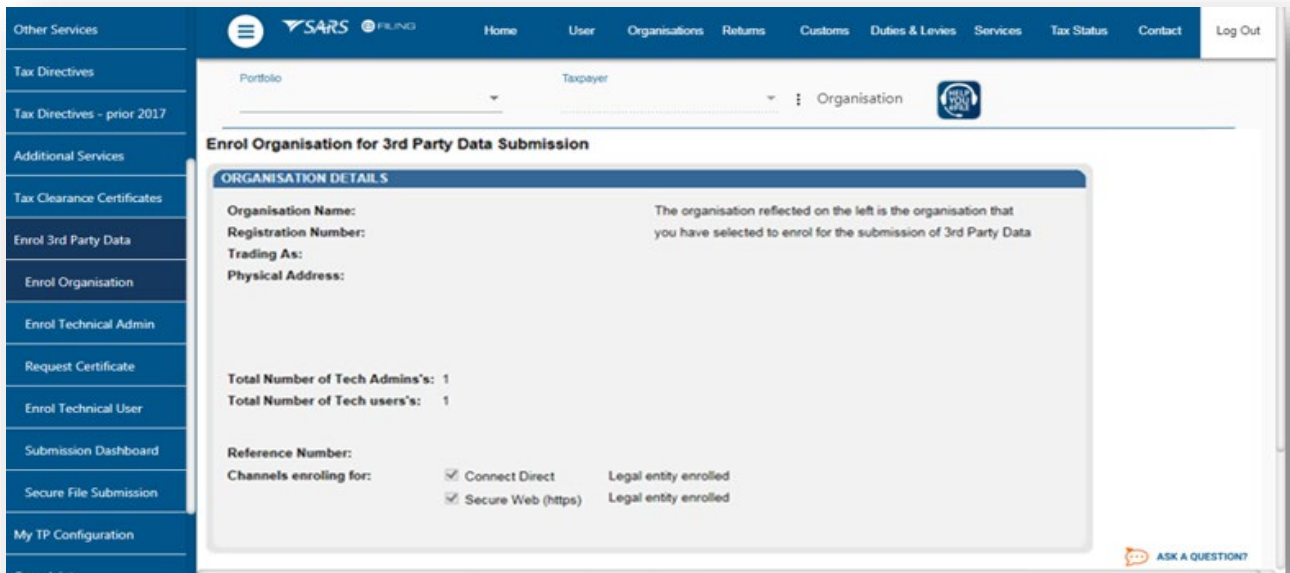 Other Services
Tax Directives
Tax Directives - prior 2017
Additional Services
Tax Clearance Certificates
Enrol 3rd Party Data
Enrol Organisation
Enrol Technical Admin
Request Certificate
Enrol Technical User
Submission Dashboard
Secure File Submission
My TP Configuration
SARS eFILING Home User Organisations Returns Customs Duties & Levies Services Tax Status Contact Log Out
Portfolio Taxpayer
Organisation
HELP YOU eFILE
Enrol Organisation for 3rd Party Data Submission
ORGANISATION DETAILS
Organisation Name: The organisation reflected on the left is the organisation that
Registration Number: you have selected to enrol for the submission of 3rd Party Data
Trading As:
Physical Address:
Total Number of Tech Admins's: 1
Total Number of Tech users's: 1
Reference Number:
Channels enroling for: Connect Direct Legal entity enrolled
Secure Web (https) Legal entity enrolled
ASK A QUESTION?